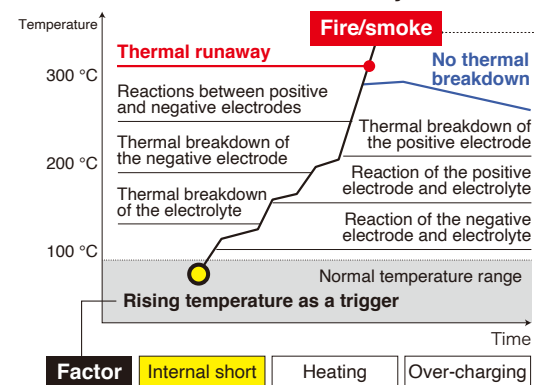 Temperature
Fire/smoke
Thermal runaway
No thermal
breakdown
300 °C
Reactions between positive
and negative electrodes
Thermal breakdown of
the positive electrode
Thermal breakdown of
the negative electrode
200 °C
Reaction of the positive
electrode and electrolyte
Thermal breakdown
of the electrolyte
Reaction of the negative
electrode and electrolyte
100 °C
Normal temperature range
Rising temperature as a trigger
Time
Factor
Internal short
Heating
Over-charging